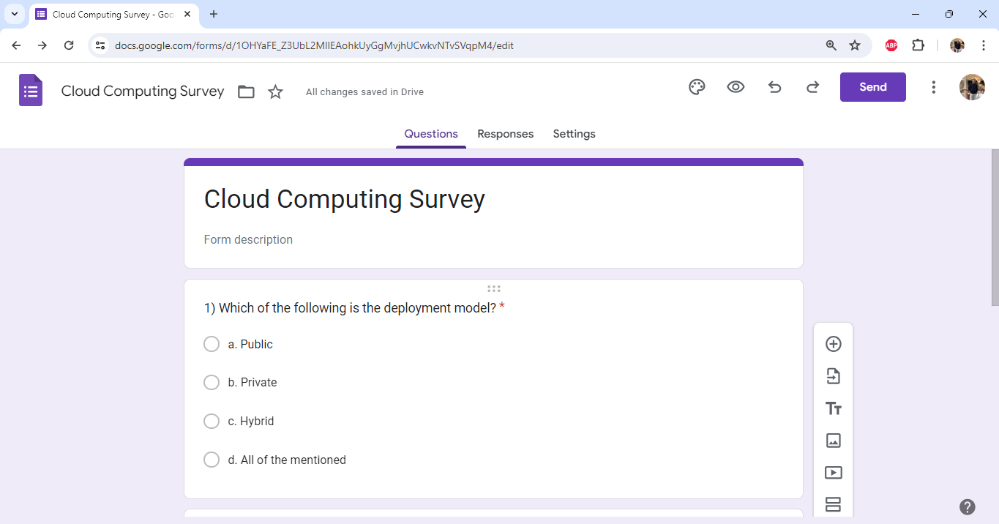 Cloud Computing Survey - Goo
docs.google.com/forms/d/1OHYaFE_Z3UbL2MIIEAohkUyGgMvjhUCwkvNTvSVqpM4/edit
ABP
Cloud Computing Survey
All changes saved in Drive
Send
Questions Responses Settings
Cloud Computing Survey
Form description
1) Which of the following is the deployment model? *
a. Public
b. Private
c. Hybrid
d. All of the mentioned
Tт